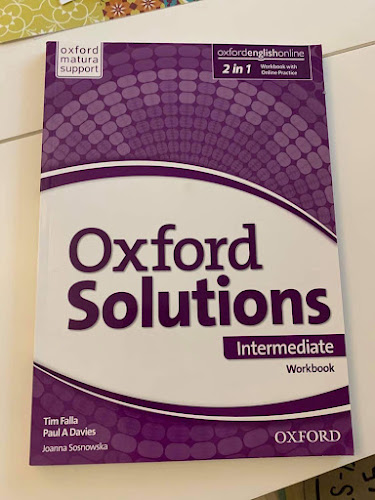 oxford
matura
support
oxfordenglishonline
2 in 1
Workbook with
Online Practice
Oxford
Solutions
Intermediate
Workbook
Tim Falla
Paul A Davies
Joanna Sosnowska
OXFORD